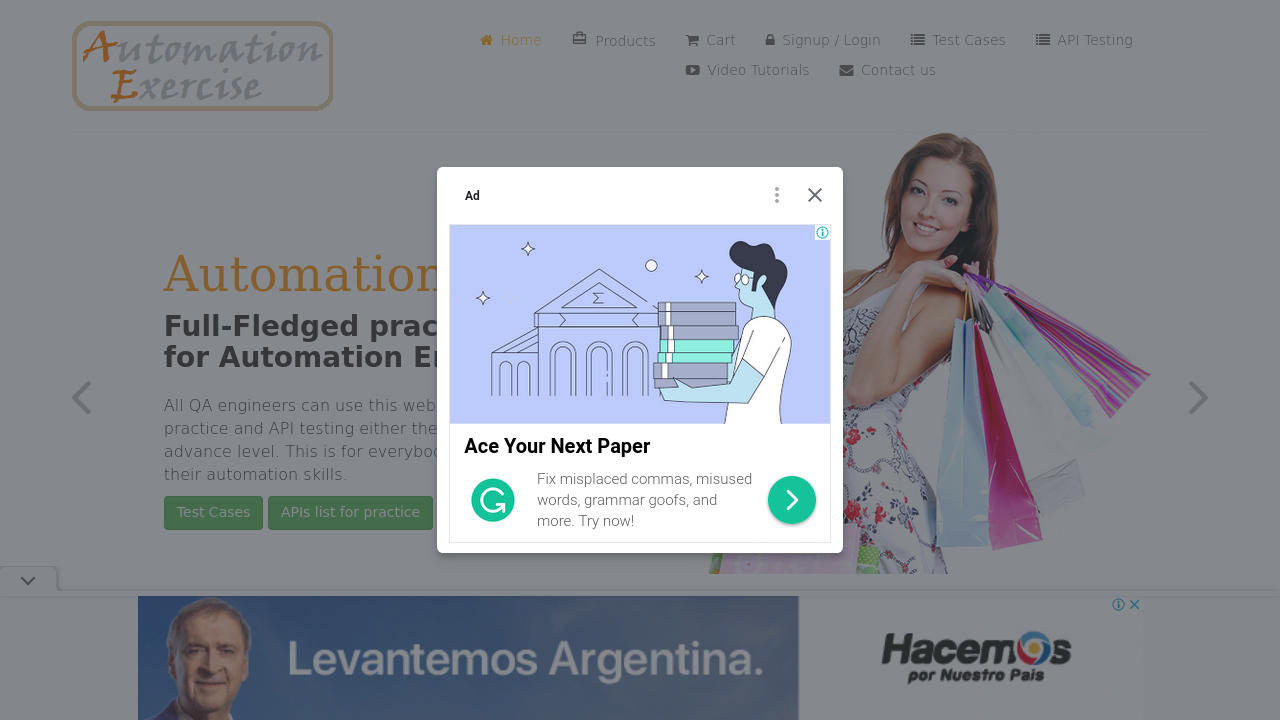 Automation
Exercise
Home
Products
Cart
Signup / Login
Test Cases
API Testing
Video Tutorials
Contact us
Ad
Automation
Full-Fledged prac
for Automation E
All QA engineers can use this web
practice and API testing either the
advance level. This is for everybo
their automation skills.
Test Cases
APIs list for practice
Σ
Ace Your Next Paper
Fix misplaced commas, misused
words, grammar goofs, and
more. Try now!
Levantemos Argentina.
Hacemos
por Nuestro País